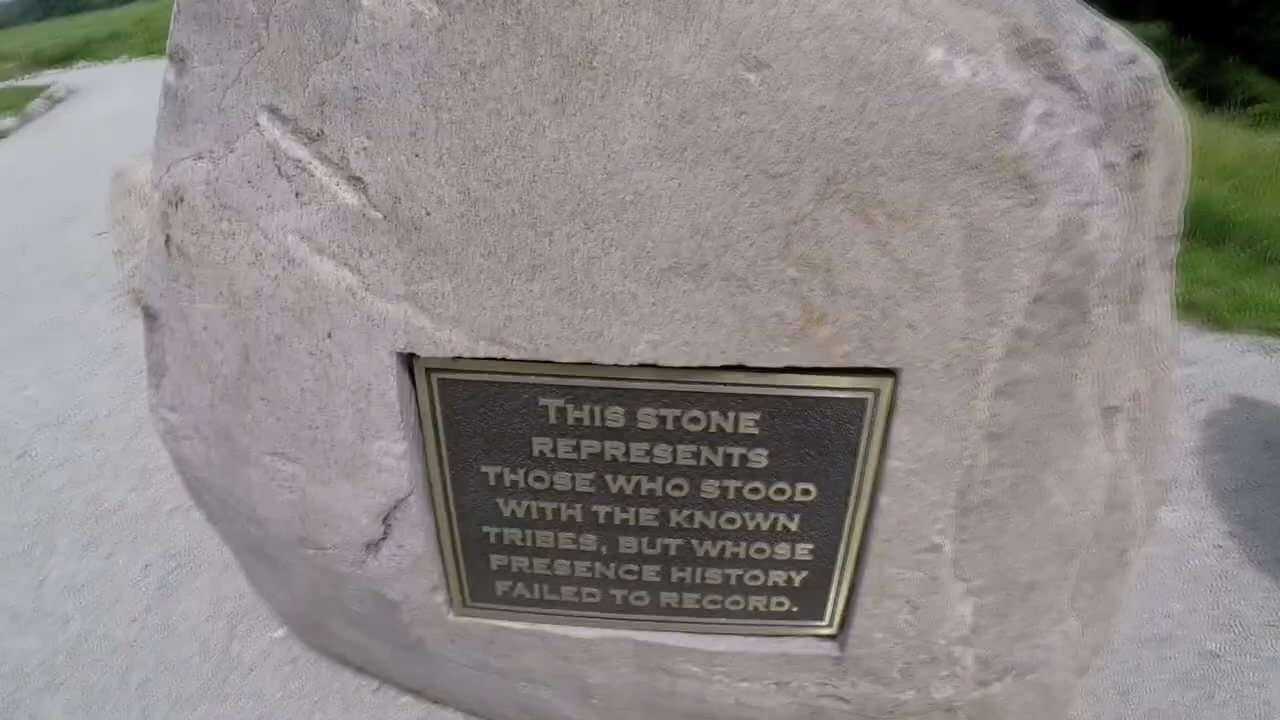 THIS STONE
REPRESENTS
THOSE WHO STOOD
WITH THE KNOWN
TRIBES, BUT WHOSE
PRESENCE HISTORY
FAILED TO RECORD.